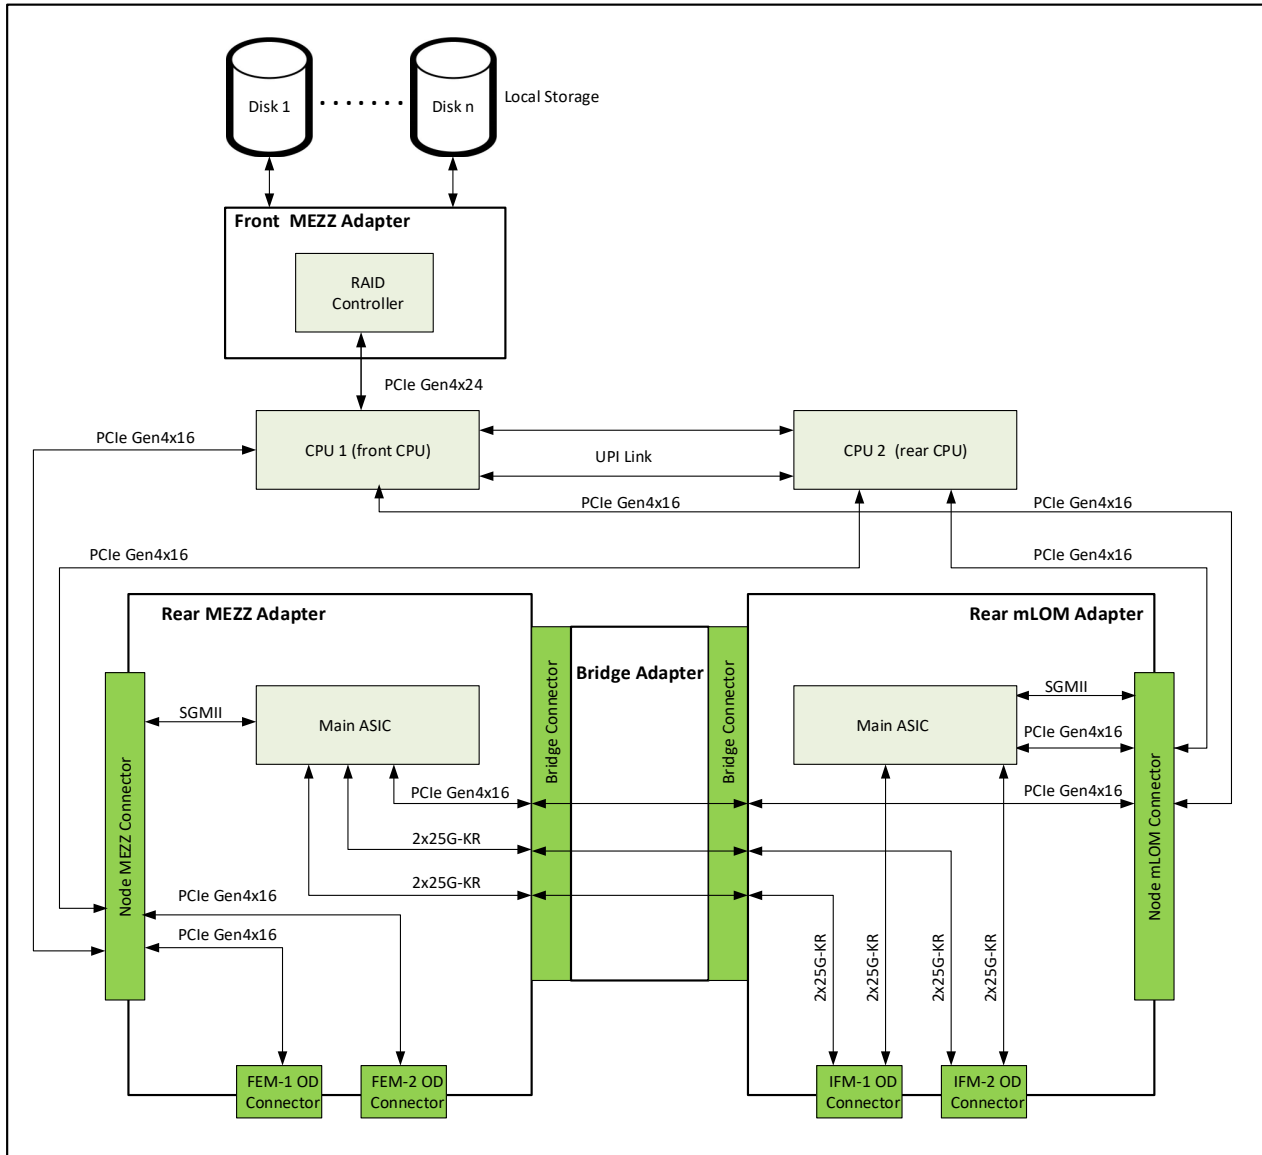 Disk 1
Disk n
Local Storage
Front  MEZZ Adapter
RAID
Controller
PCIe Gen4x24
PCIe Gen4x16
CPU 1 (front CPU)
UPI Link
CPU 2  (rear CPU)
PCIe Gen4x16
PCIe Gen4x16
PCIe Gen4x16
PCIe Gen4x16
Rear MEZZ Adapter
Bridge Adapter
Rear mLOM Adapter
Bridge Connector
Bridge Connector
SGMII
Main ASIC
Main ASIC
SGMII
PCIe Gen4x16
PCIe Gen4x16
PCIe Gen4x16
2x25G-KR
2x25G-KR
Node MEZZ Connector
Node mLOM Connector
PCIe Gen4x16
PCIe Gen4x16
2x25G-KR
2x25G-KR
2x25G-KR
2x25G-KR
FEM-1 OD
Connector
FEM-2 OD
Connector
IFM-1 OD
Connector
IFM-2 OD
Connector